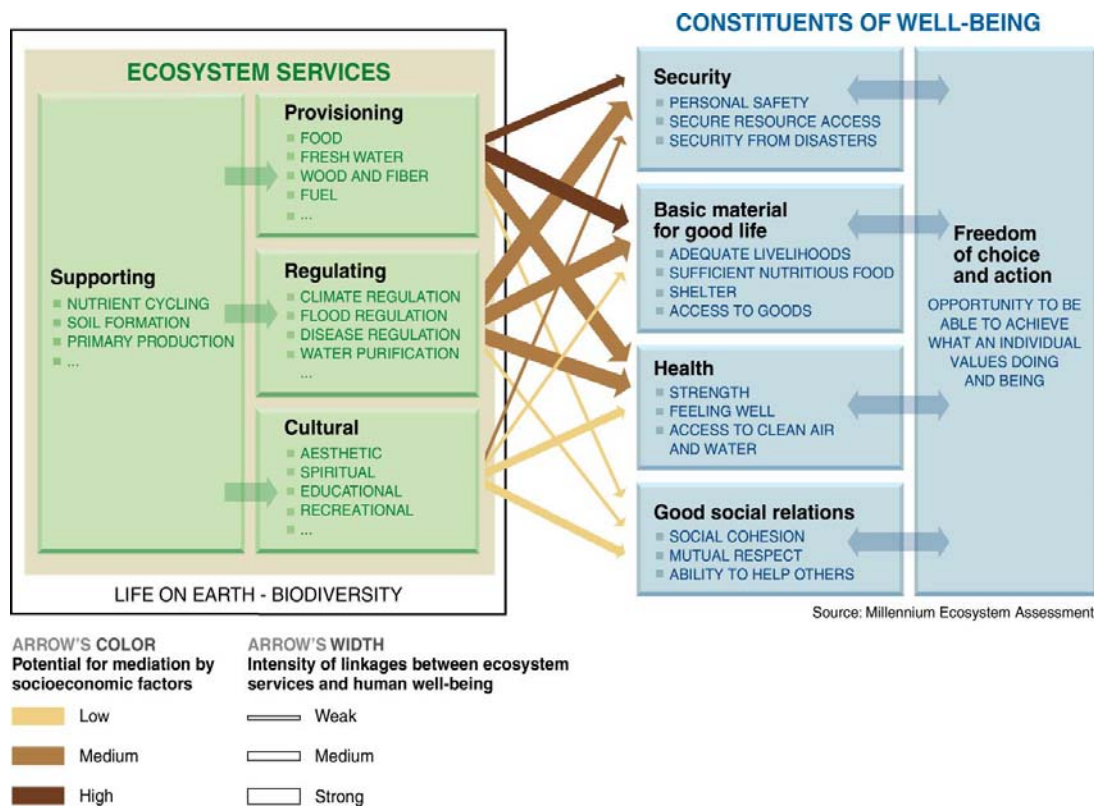 CONSTITUENTS OF WELL-BEING
ECOSYSTEM SERVICES
Supporting
NUTRIENT CYCLING
SOIL FORMATION
PRIMARY PRODUCTION
...
Provisioning
FOOD
FRESH WATER
WOOD AND FIBER
FUEL
...
Regulating
CLIMATE REGULATION
FLOOD REGULATION
DISEASE REGULATION
WATER PURIFICATION
...
Cultural
AESTHETIC
SPIRITUAL
EDUCATIONAL
RECREATIONAL
...
LIFE ON EARTH - BIODIVERSITY
Security
PERSONAL SAFETY
SECURE RESOURCE ACCESS
SECURITY FROM DISASTERS
Basic material
for good life
ADEQUATE LIVELIHOODS
SUFFICIENT NUTRITIOUS FOOD
SHELTER
ACCESS TO GOODS
Health
STRENGTH
FEELING WELL
ACCESS TO CLEAN AIR
AND WATER
Good social relations
SOCIAL COHESION
MUTUAL RESPECT
ABILITY TO HELP OTHERS
Freedom
of choice
and action
OPPORTUNITY TO BE
ABLE TO ACHIEVE
WHAT AN INDIVIDUAL
VALUES DOING
AND BEING
Source: Millennium Ecosystem Assessment
ARROW'S COLOR
Potential for mediation by
socioeconomic factors
Low
Medium
High
ARROW'S WIDTH
Intensity of linkages between ecosystem
services and human well-being
Weak
Medium
Strong